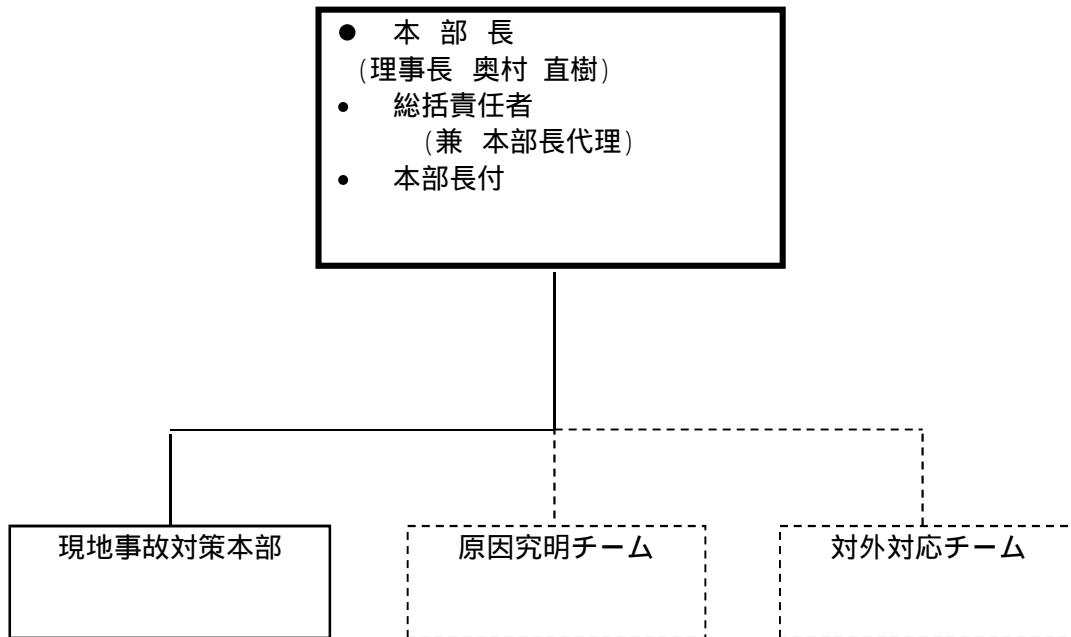 ● 本 部 長
(理事長 奥村 直樹)
• 総括責任者
(兼 本部長代理)
• 本部長付
現地事故対策本部
原因究明チーム
対外対応チーム